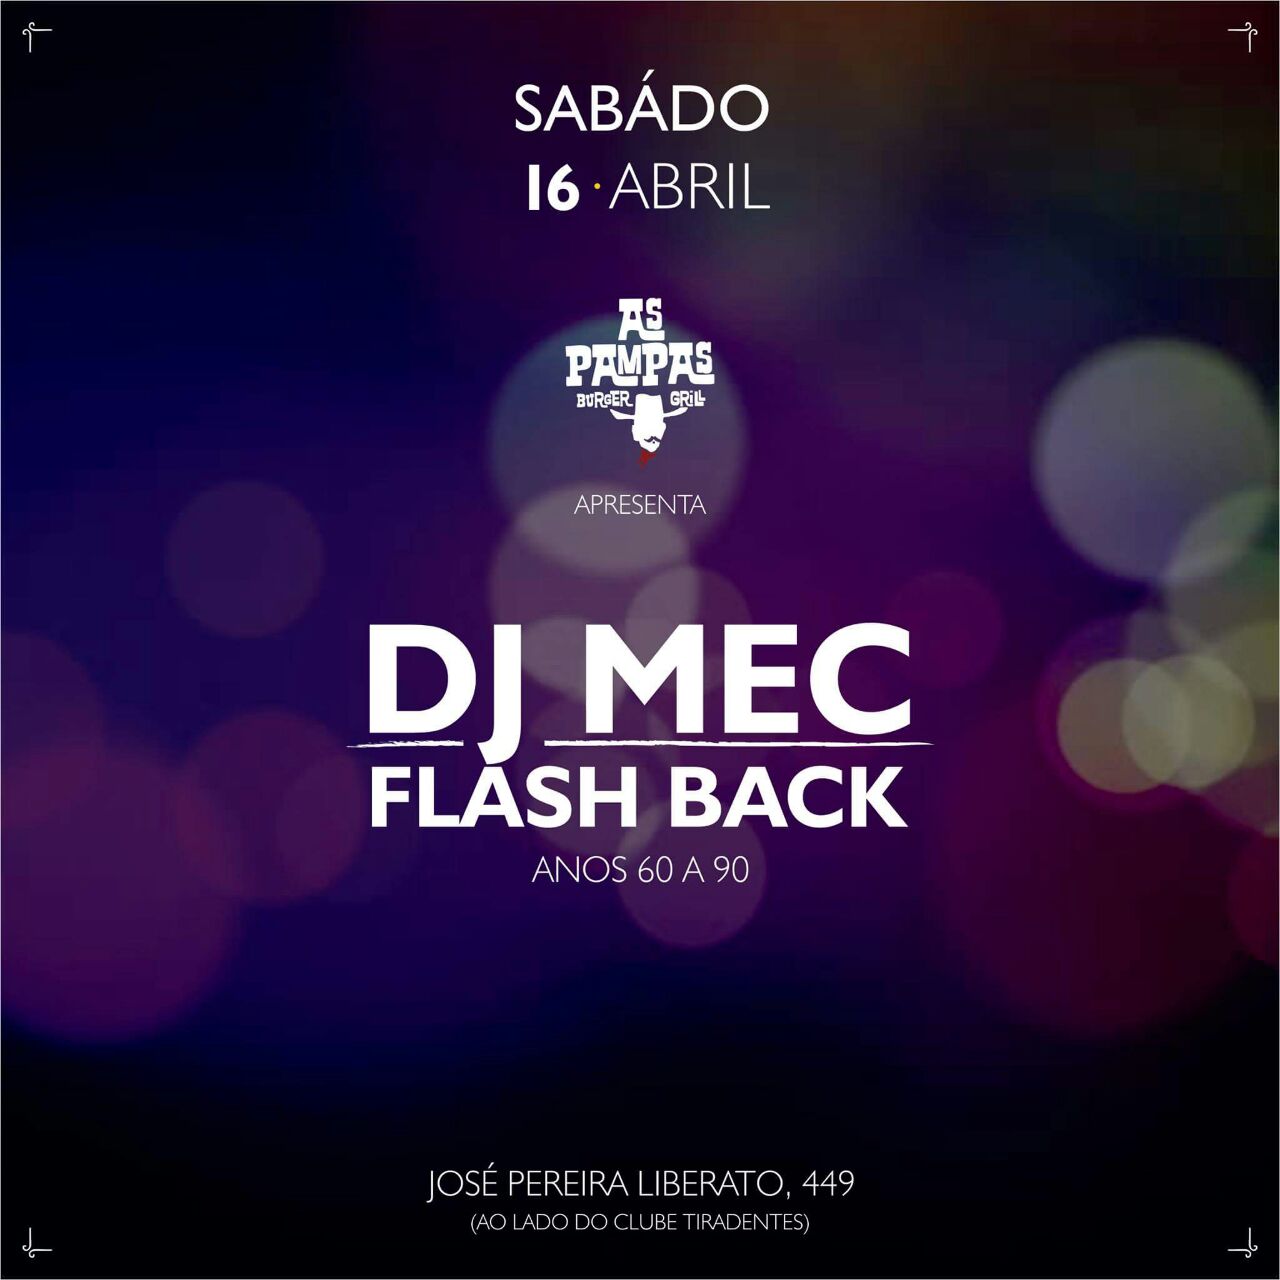 SABÁDO
16 · ABRIL
AS
PAMPAS
BURGER GRILL
APRESENTA
DJ MEC
FLASH BACK
ANOS 60 A 90
JOSÉ PEREIRA LIBERATO, 449
(AO LADO DO CLUBE TIRADENTES)